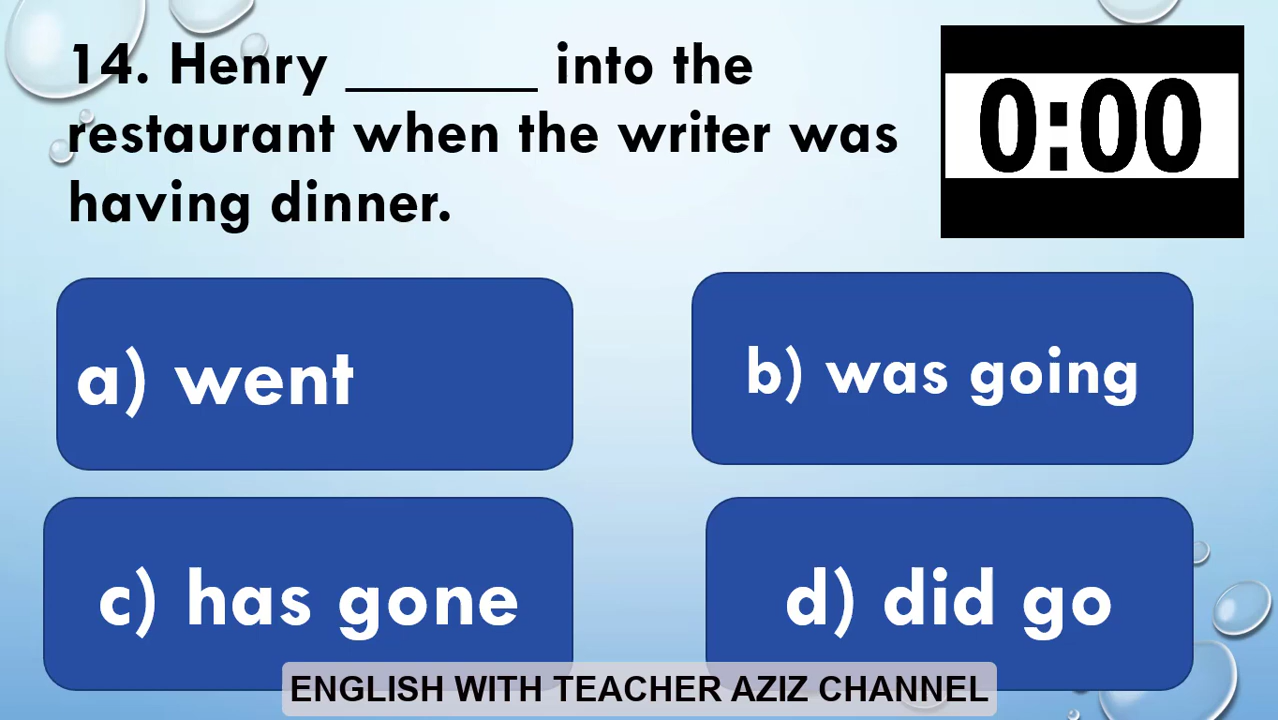 14. Henry _______ into the
restaurant when the writer was
having dinner.
0:00
a) went
b) was going
c) has gone
d) did go
ENGLISH WITH TEACHER AZIZ CHANNEL